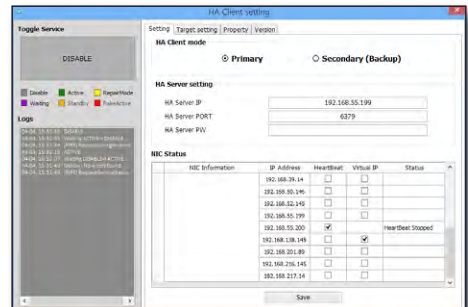 HA Client setting
Toggle Service
DISABLE
Disable Active RepairMode
Waiting Standby FakeActive
Logs
Setting Target setting Property Version
HA Client mode
Primary Secondary (Backup)
HA Server setting
HA Server IP 192.168.55.199
HA Server PORT 6379
HA Server PW
NIC Status
NIC Information IP Address HeartBeat Virtual IP Status
192.168.39.14
192.168.50.146
192.168.52.145
192.168.55.199
192.168.55.200 HeartBeat Stopped
192.168.138.148
192.168.201.89
192.168.216.145
192.168.217.14
Save